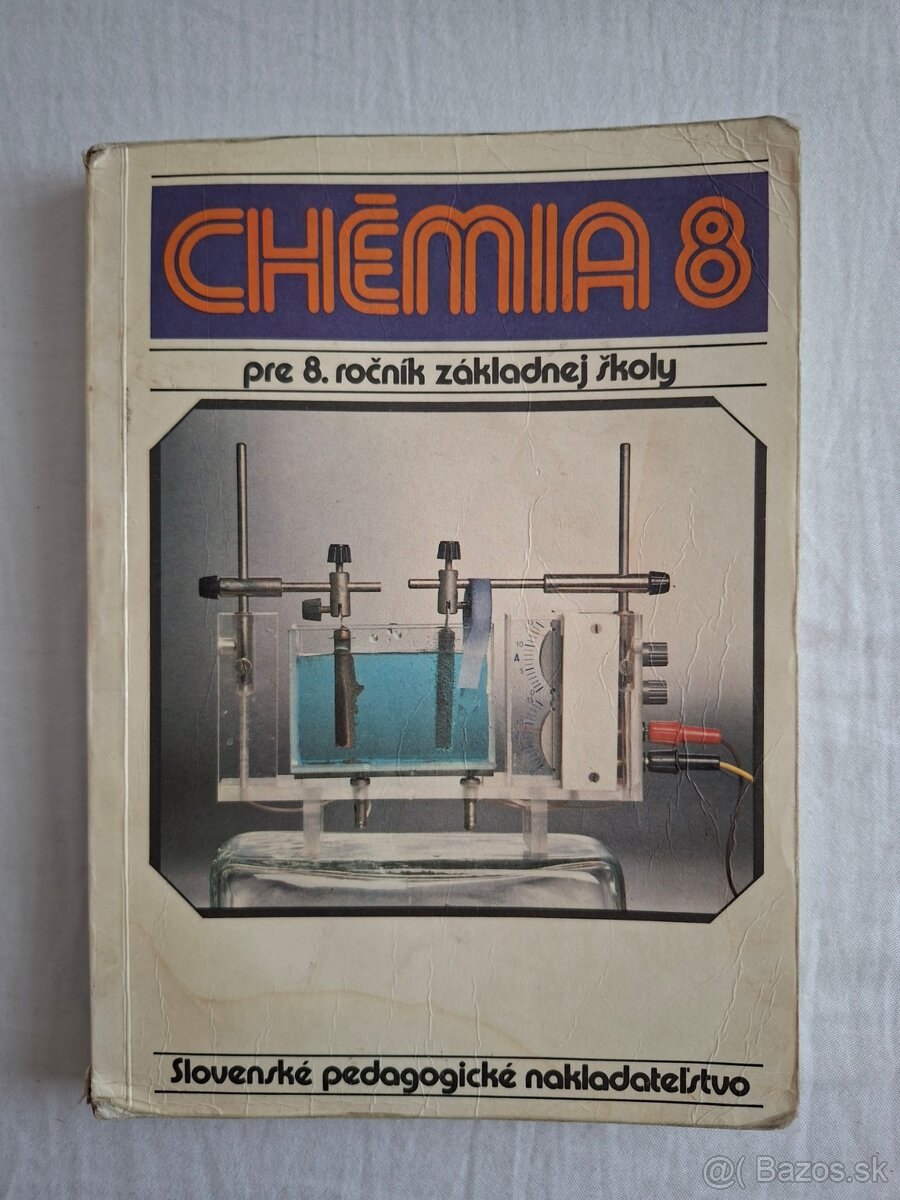 CHÉMIA 8
pre 8. ročník základnej školy
A
Slovenské pedagogické nakladateľstvo
@( Bazos.sk